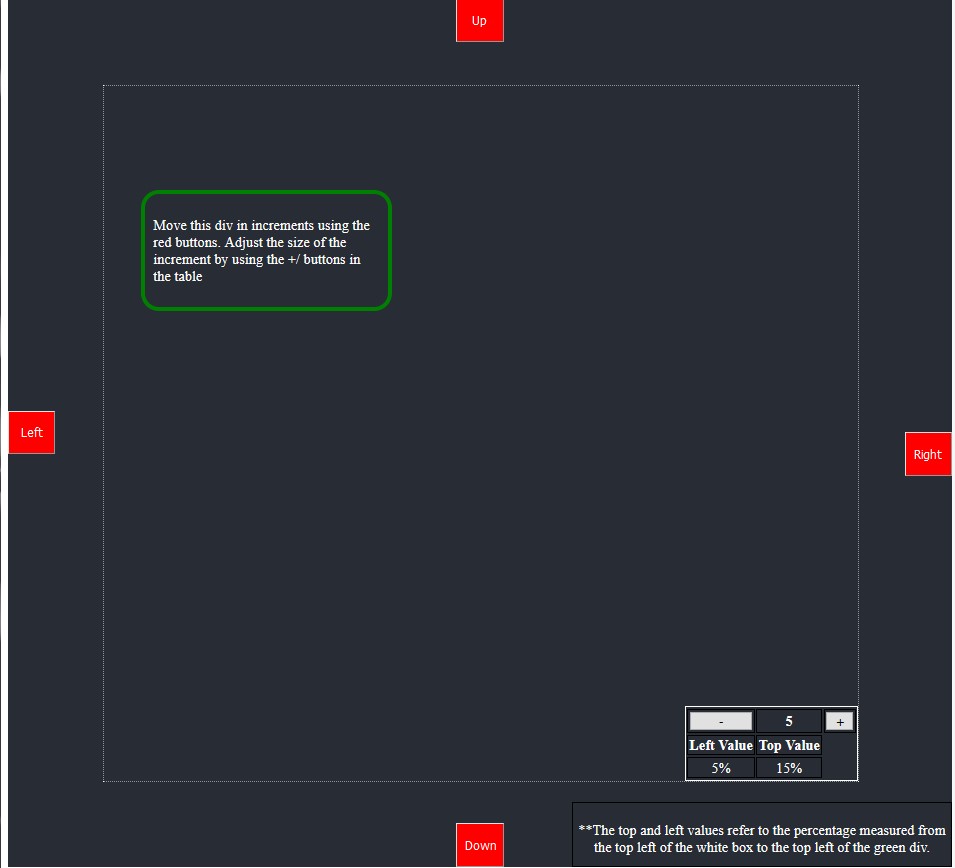 Up
Move this div in increments using the
red buttons. Adjust the size of the
increment by using the +/ buttons in
the table
Left
Right
- 5 +
Left Value Top Value
5% 15%
Down
**The top and left values refer to the percentage measured from
the top left of the white box to the top left of the green div.